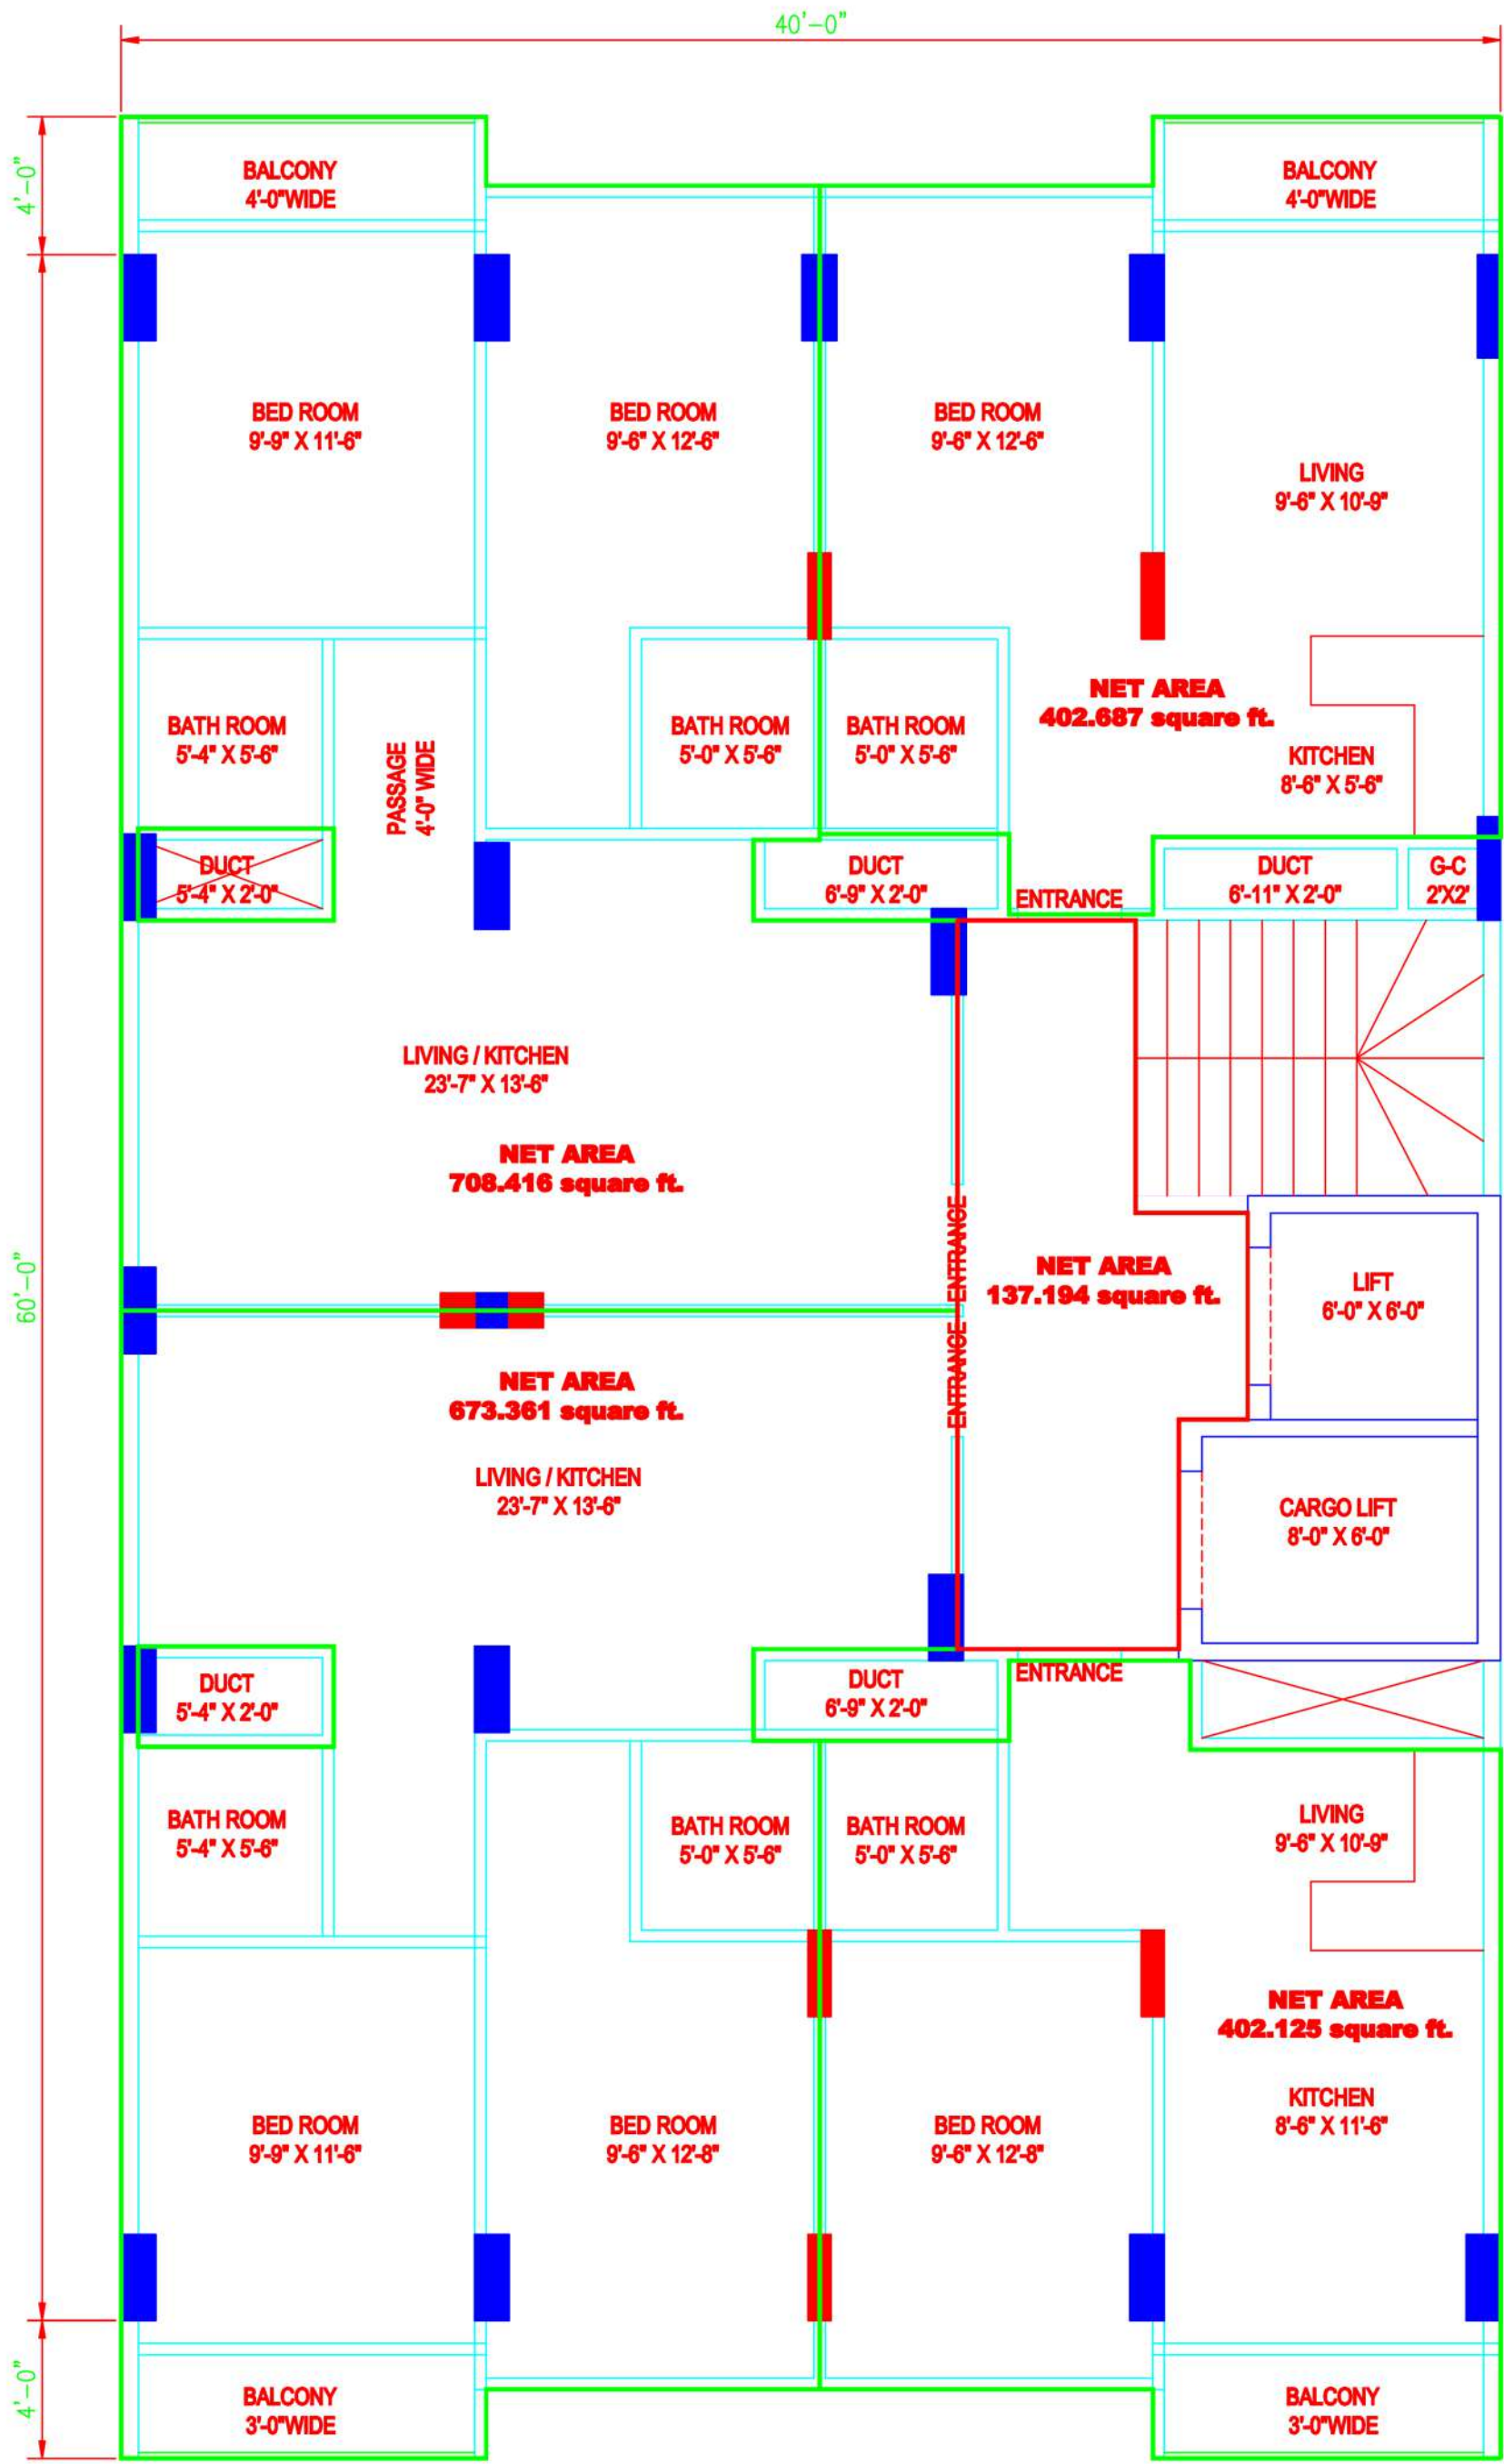 40'-0"
4'-0"
BALCONY
4'-0"WIDE
BALCONY
4'-0"WIDE
BED ROOM
9'-9" X 11'-6"
BED ROOM
9'-6" X 12'-6"
BED ROOM
9'-6" X 12'-6"
LIVING
9'-6" X 10'-9"
NET AREA
402.687 square ft.
BATH ROOM
5'-4" X 5'-6"
PASSAGE
4'-0" WIDE
BATH ROOM
5'-0" X 5'-6"
BATH ROOM
5'-0" X 5'-6"
KITCHEN
8'-6" X 5'-6"
DUCT
5'-4" X 2'-0"
DUCT
6'-9" X 2'-0"
ENTRANCE
DUCT
6'-11" X 2'-0"
G-C
2'X2'
LIVING / KITCHEN
23'-7" X 13'-6"
NET AREA
708.416 square ft.
ENTRANCE
ENTRANCE
NET AREA
137.194 square ft.
LIFT
6'-0" X 6'-0"
60'-0"
NET AREA
673.361 square ft.
LIVING / KITCHEN
23'-7" X 13'-6"
CARGO LIFT
8'-0" X 6'-0"
DUCT
5'-4" X 2'-0"
DUCT
6'-9" X 2'-0"
ENTRANCE
BATH ROOM
5'-4" X 5'-6"
BATH ROOM
5'-0" X 5'-6"
BATH ROOM
5'-0" X 5'-6"
LIVING
9'-6" X 10'-9"
NET AREA
402.125 square ft.
BED ROOM
9'-9" X 11'-6"
BED ROOM
9'-6" X 12'-8"
BED ROOM
9'-6" X 12'-8"
KITCHEN
8'-6" X 11'-6"
4'-0"
BALCONY
3'-0"WIDE
BALCONY
3'-0"WIDE